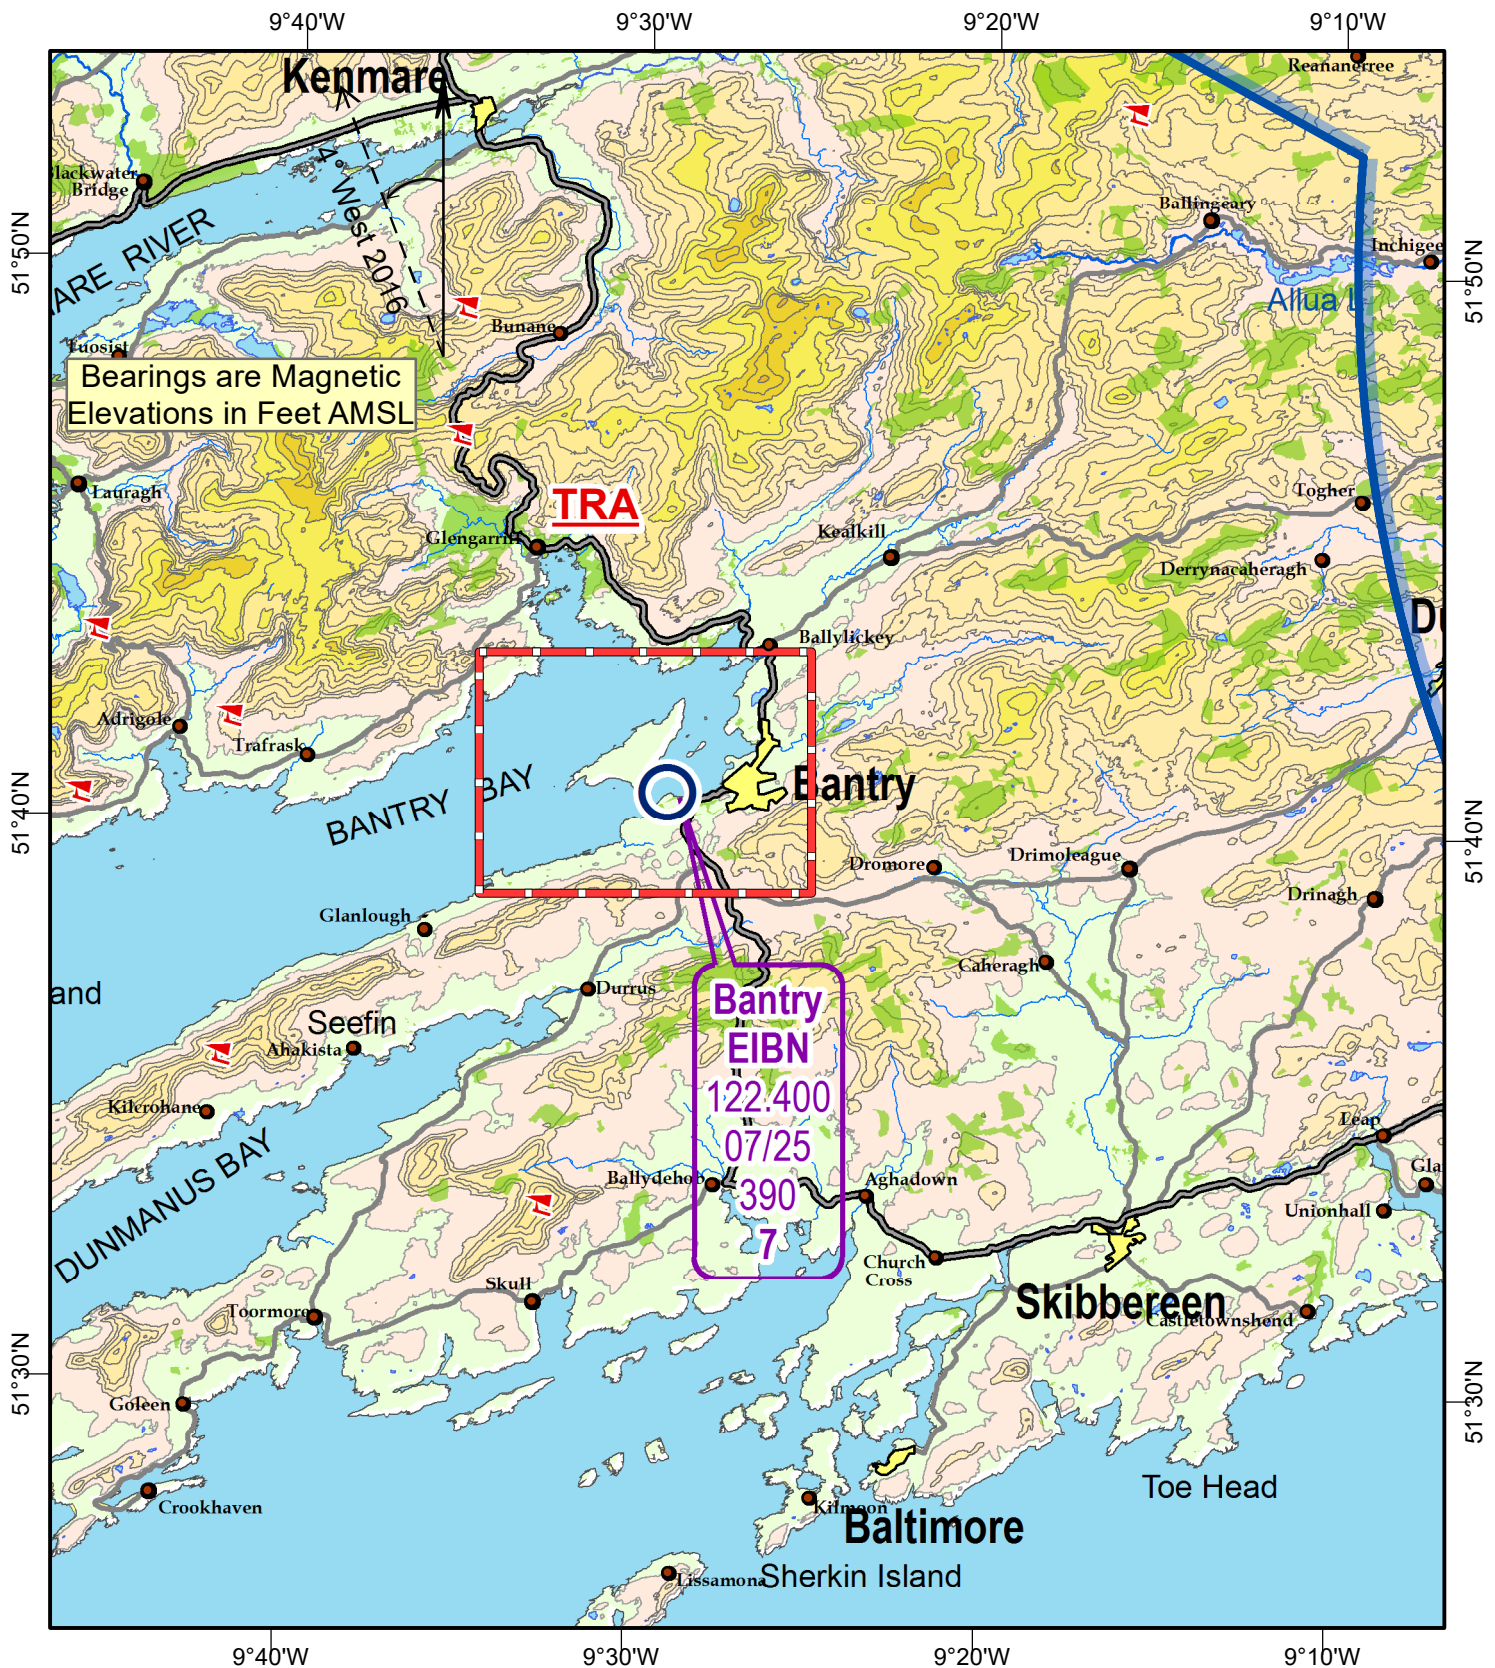 9°40'W
9°30'W
9°20'W
9°10'W
Kenmare
Reananerree
4° West 2016
Blackwater
Bridge
ARE RIVER
51°50'N
Ballingeary
Inchigee
51°50'N
Allua L
Bunane
Tuosist
Bearings are Magnetic
Elevations in Feet AMSL
Lauragh
TRA
Togher
Glengarriff
Kealkill
Derrynacaheragh
Du
Ballylickey
Adrigole
Trafrask
BANTRY BAY
Bantry
51°40'N
51°40'N
Dromore
Drimoleague
Drinagh
Glanlough
Caheragh
and
Durrus
Seefin
Ahakista
Bantry
EIBN
122.400
07/25
390
7
Kilcrohane
Leap
DUNMANUS BAY
Ballydehob
Aghadown
Gla
Unionhall
Church
Cross
Skull
Skibbereen
Castletownshend
Toormore
51°30'N
51°30'N
Goleen
Toe Head
Crookhaven
Kilmoon
Baltimore
Lissamona
Sherkin Island
9°40'W
9°30'W
9°20'W
9°10'W